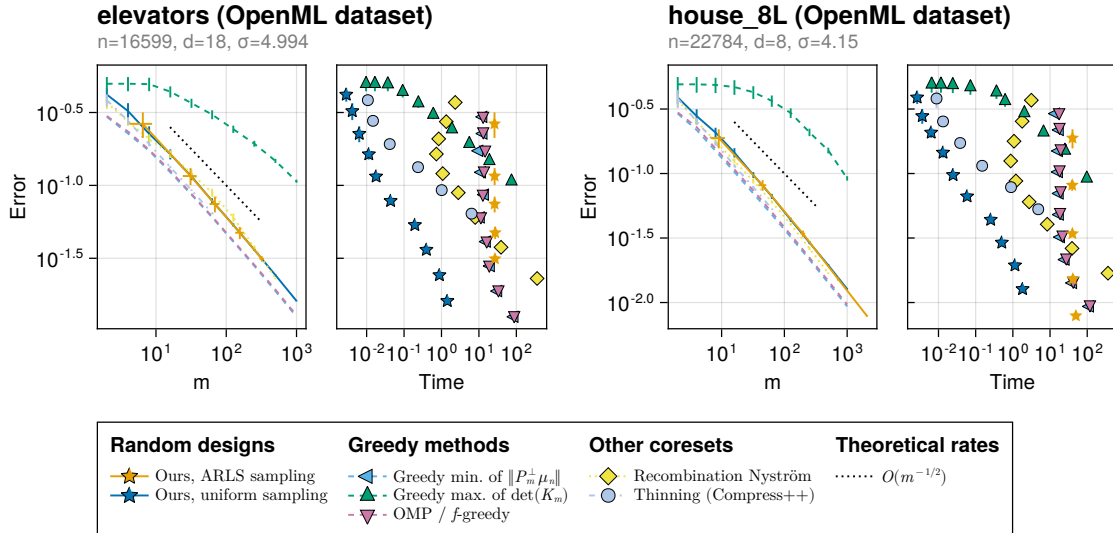 elevators (OpenML dataset)
n=16599, d=18, σ=4.994
house_8L (OpenML dataset)
n=22784, d=8, σ=4.15
Error
10^-0.5
10^-1.0
10^-1.5
10^1
10^2
10^3
m
10^-2
10^-1
10^0
10^1
10^2
Time
Error
10^-0.5
10^-1.0
10^-1.5
10^-2.0
10^1
10^2
10^3
m
10^-2
10^-1
10^0
10^1
10^2
Time
Random designs
Ours, ARLS sampling
Ours, uniform sampling
Greedy methods
Greedy min. of ‖P_m^⊥ μ_n‖
Greedy max. of det(K_m)
OMP / f-greedy
Other coresets
Recombination Nyström
Thinning (Compress++)
Theoretical rates
O(m^{-1/2})